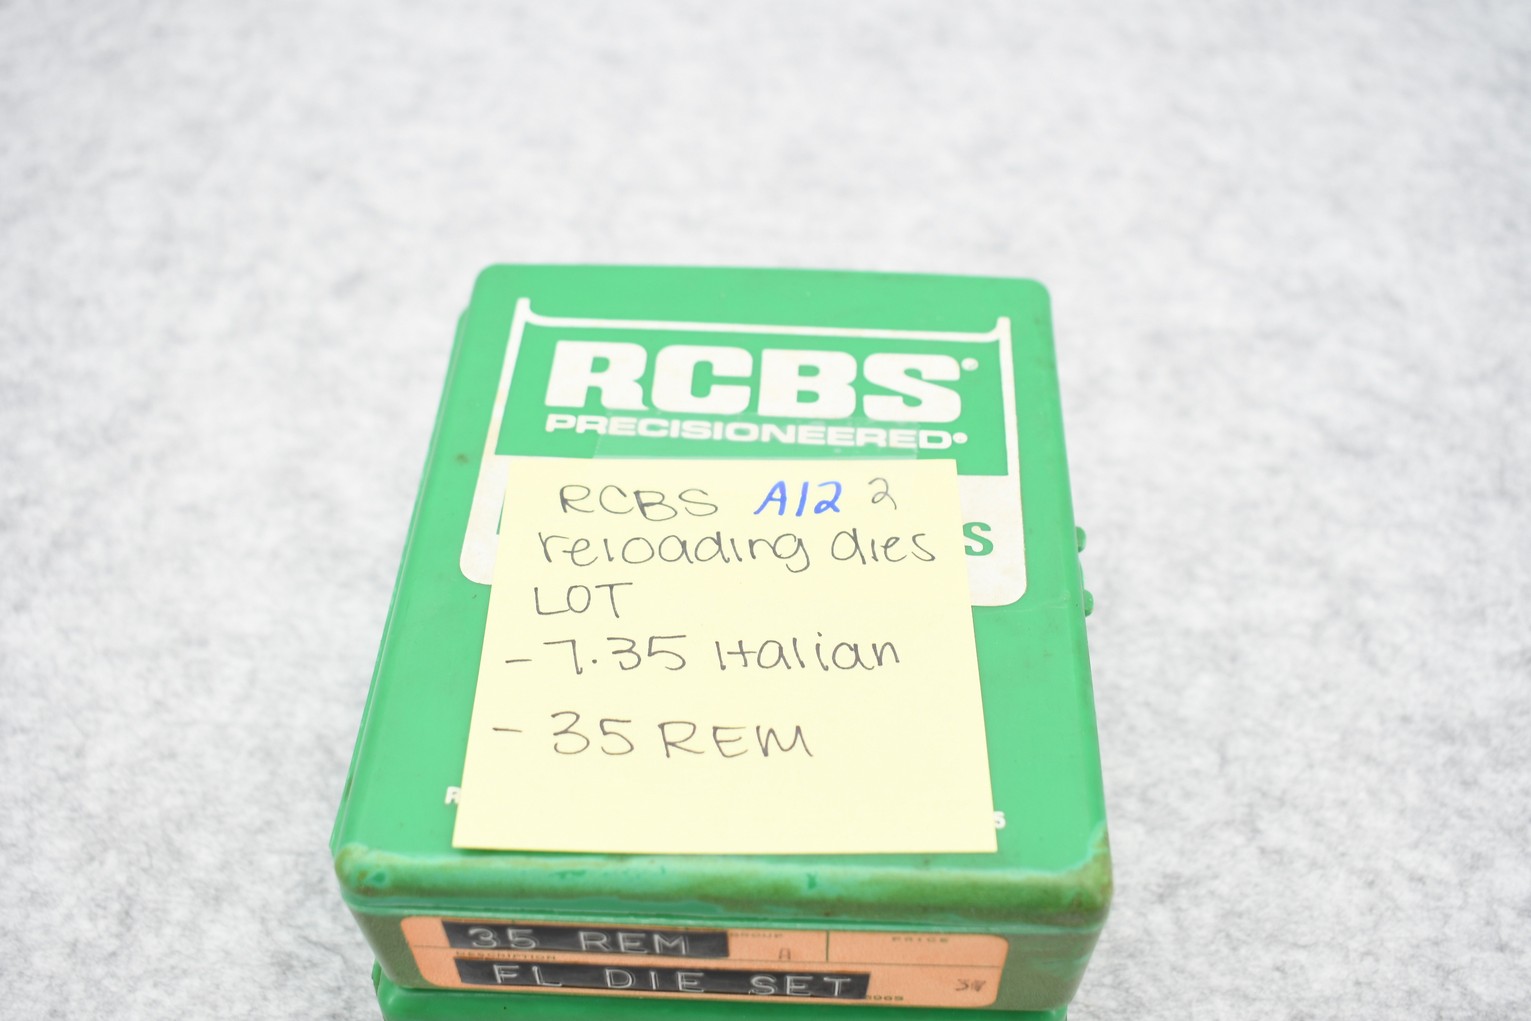 RCBS®
PRECISIONEERED®
S
RCBS A12 2
reloading dies
LOT
- 7.35 Italian
- 35 REM
35 REM
GROUP
A
PRICE
DESCRIPTION
FL DIE SET